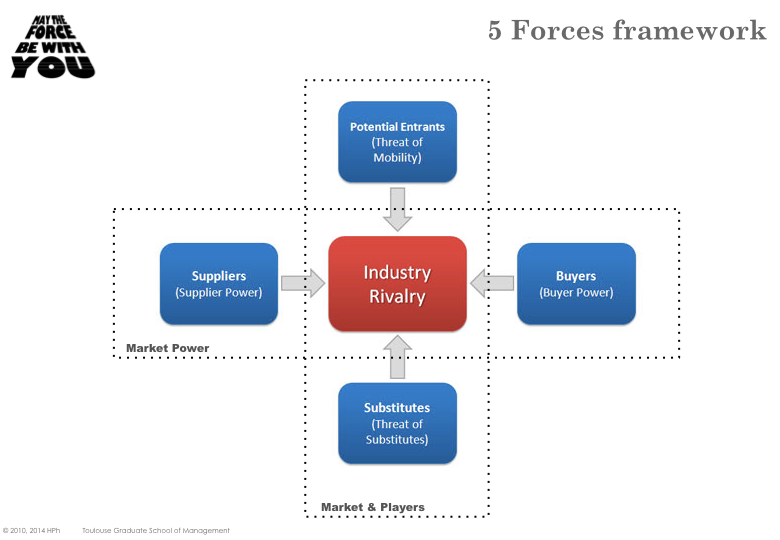 MAY THE
FORCE
BE WITH
YOU
5 Forces framework
Potential Entrants
(Threat of
Mobility)
Suppliers
(Supplier Power)
Industry
Rivalry
Buyers
(Buyer Power)
Market Power
Substitutes
(Threat of
Substitutes)
Market & Players
© 2010, 2014 HPh Toulouse Graduate School of Management